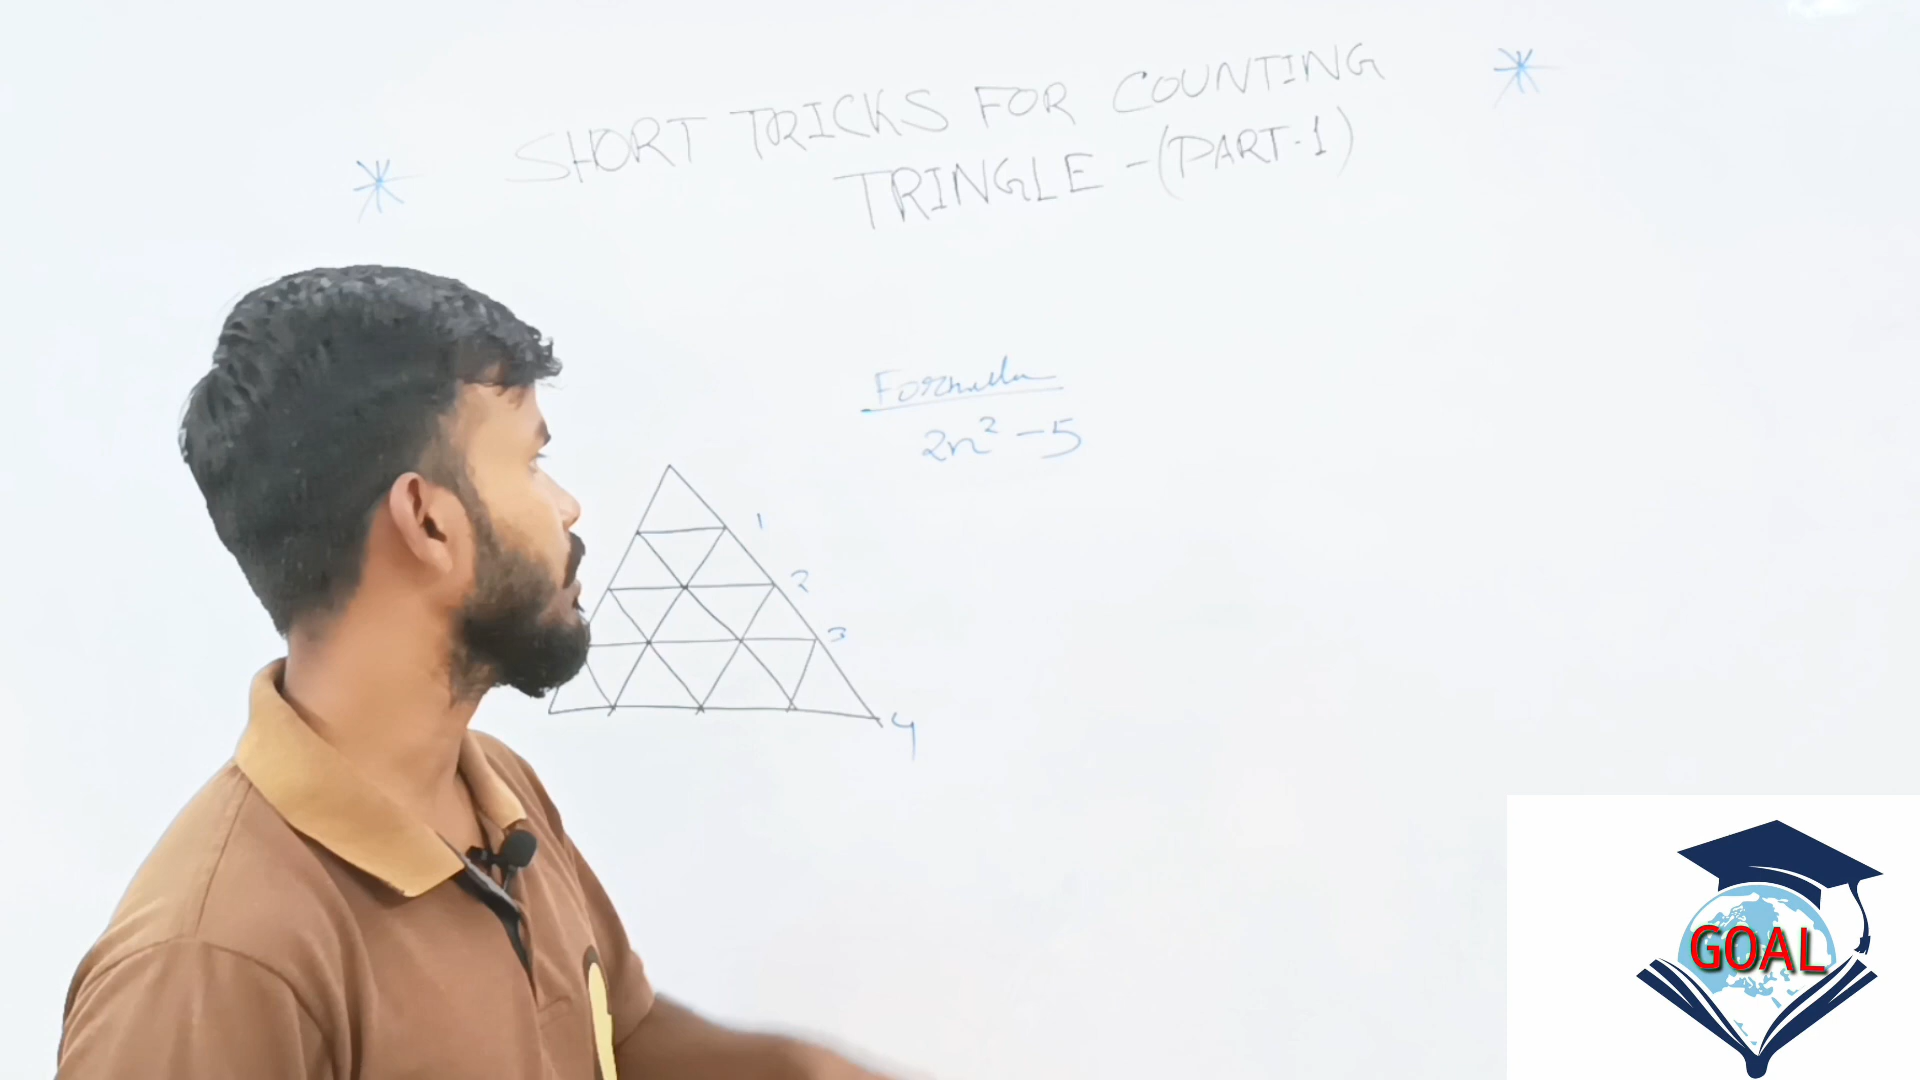 SHORT TRICKS FOR COUNTING
TRINGLE - (PART-1)
Formula
2n² - 5
1
2
3
4
GOAL